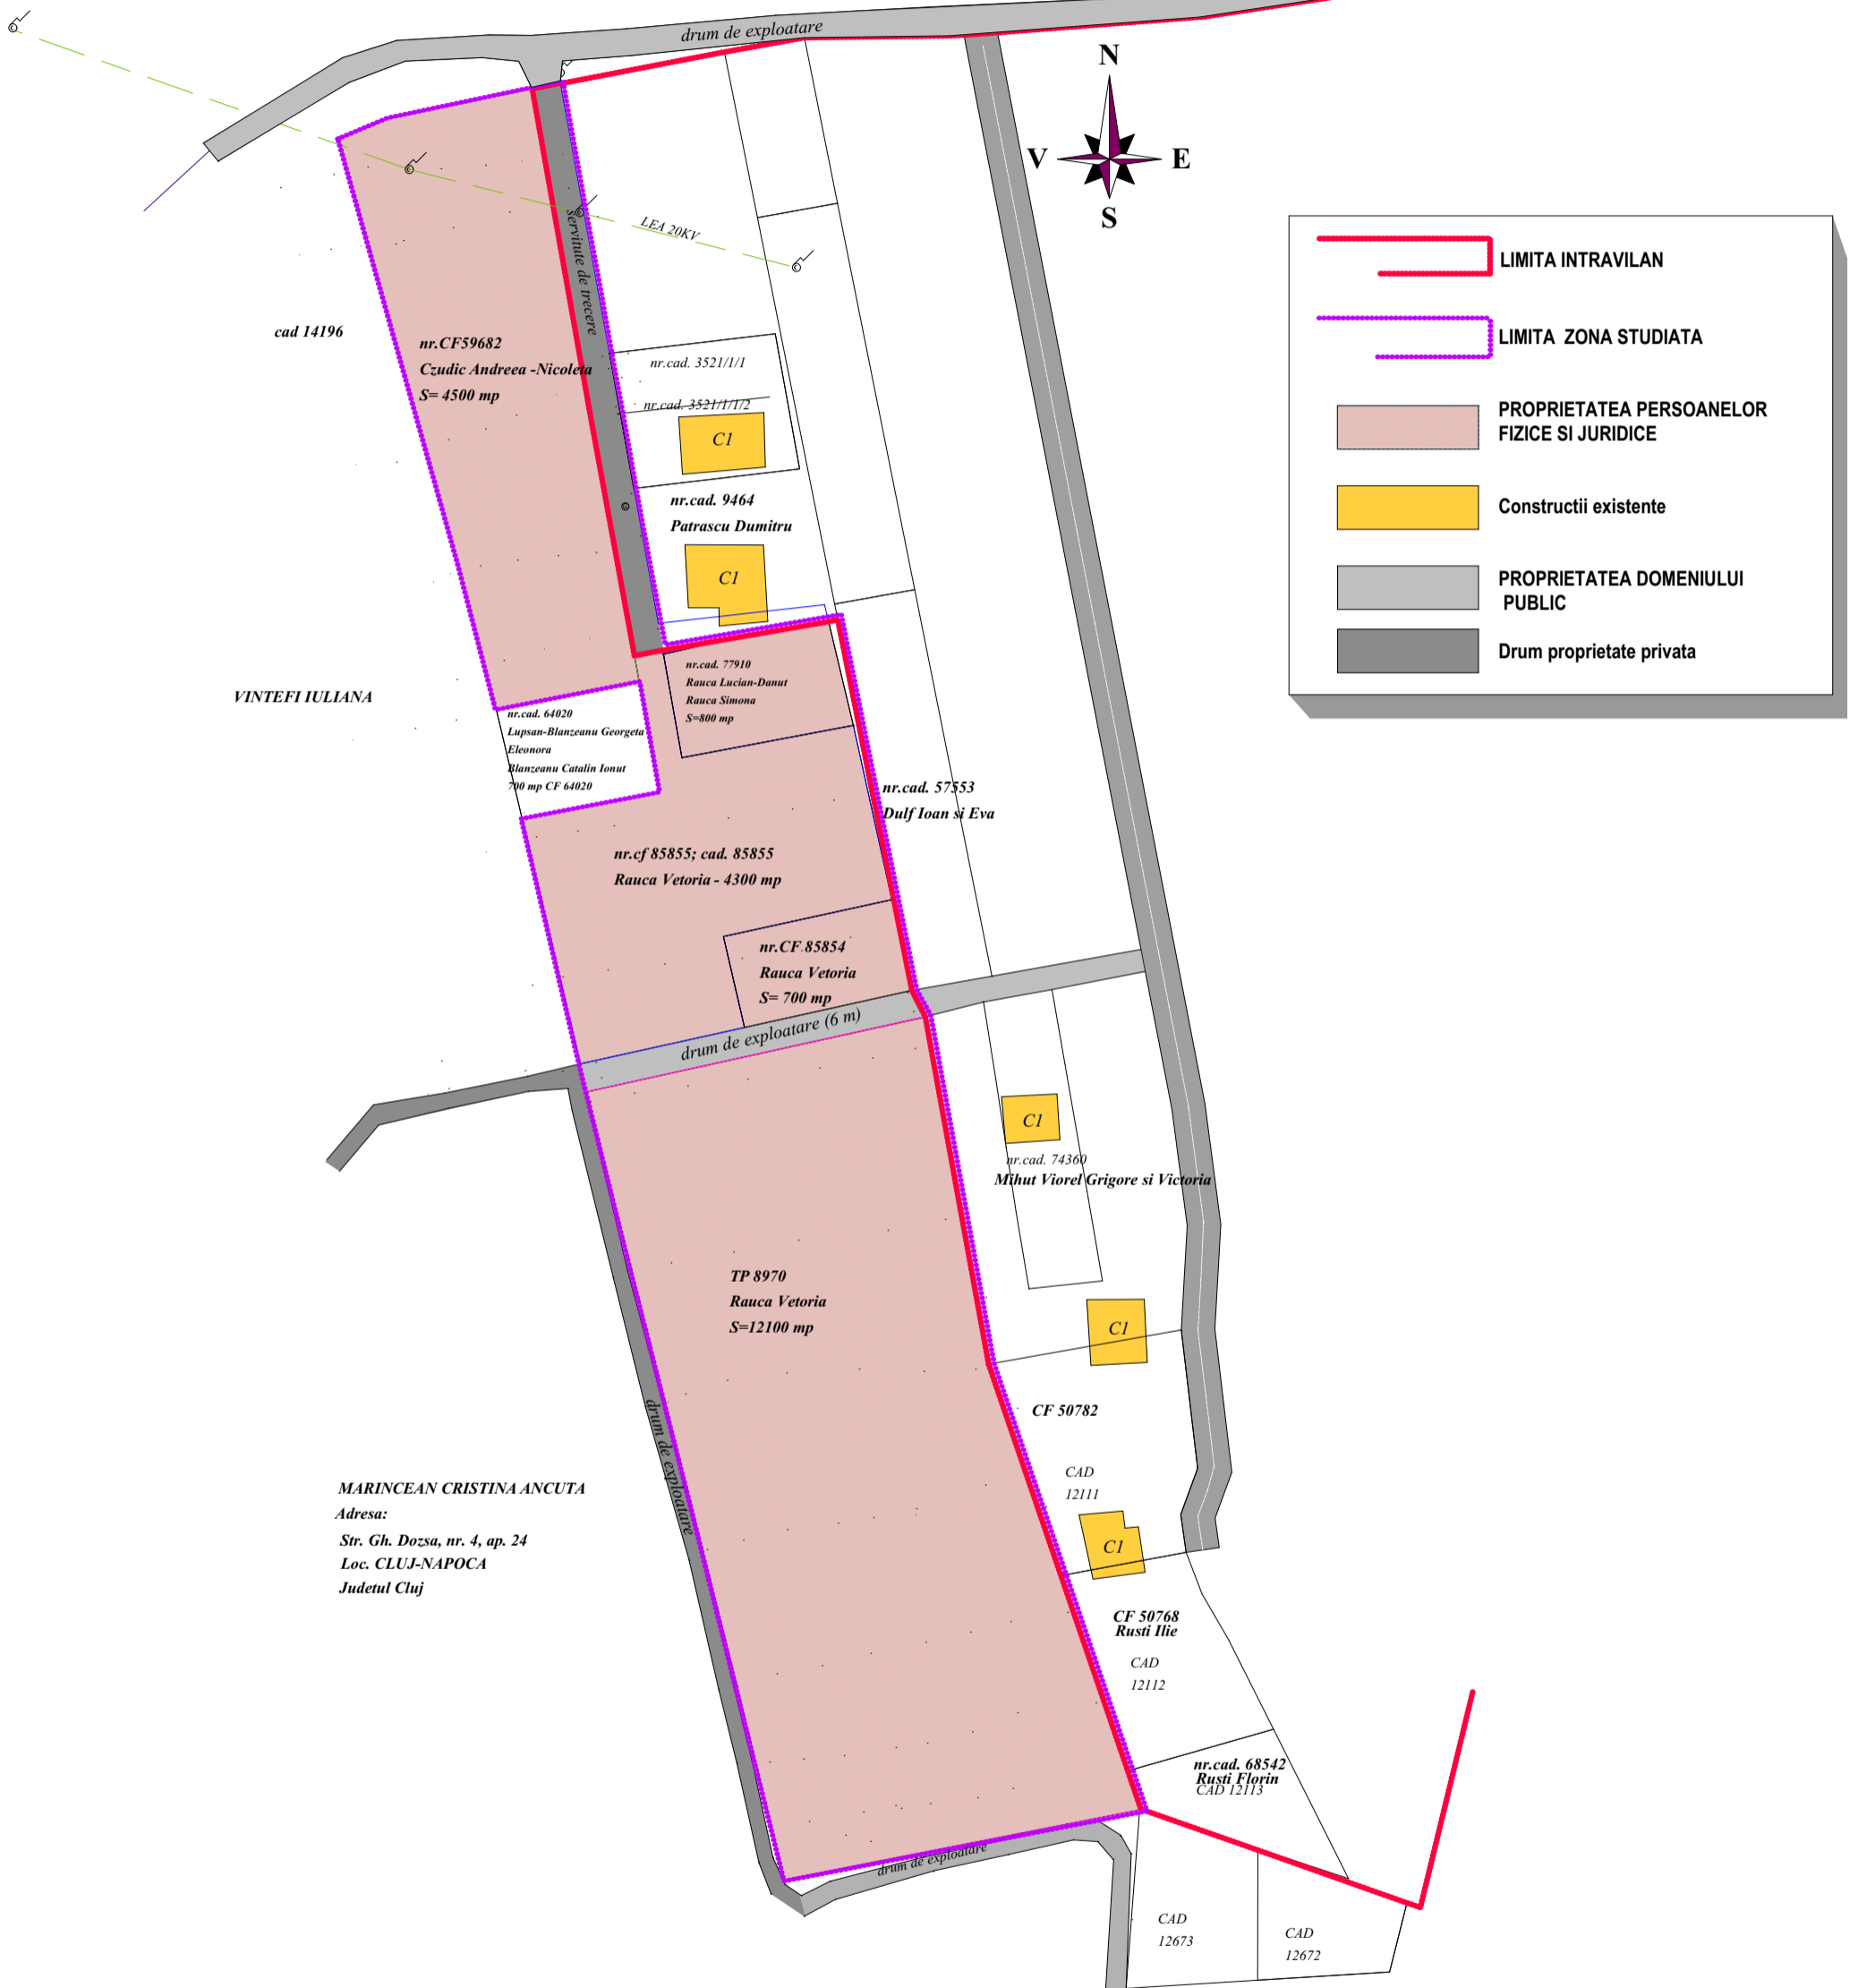 drum de exploatare
N
V
E
S
LIMITA INTRAVILAN
LIMITA ZONA STUDIATA
PROPRIETATEA PERSOANELOR
FIZICE SI JURIDICE
Constructii existente
PROPRIETATEA DOMENIULUI
PUBLIC
Drum proprietate privata
LEA 20KV
servitute de trecere
cad 14196
nr.CF59682
Czudic Andreea -Nicoleta
S= 4500 mp
nr.cad. 3521/1/1
nr.cad. 3521/1/1/2
C1
nr.cad. 9464
Patrascu Dumitru
C1
VINTEFI IULIANA
nr.cad. 77910
Rauca Lucian-Danut
Rauca Simona
S=800 mp
nr.cad. 64020
Lupsan-Blanzeanu Georgeta
Eleonora
Blanzeanu Catalin Ionut
700 mp CF 64020
nr.cad. 57553
Dulf Ioan si Eva
nr.cf 85855; cad. 85855
Rauca Vetoria - 4300 mp
nr.CF 85854
Rauca Vetoria
S= 700 mp
drum de exploatare (6 m)
C1
nr.cad. 74360
Mihut Viorel Grigore si Victoria
TP 8970
Rauca Vetoria
S=12100 mp
C1
CF 50782
drum de exploatare
CAD
12111
C1
MARINCEAN CRISTINA ANCUTA
Adresa:
Str. Gh. Dozsa, nr. 4, ap. 24
Loc. CLUJ-NAPOCA
Judetul Cluj
CF 50768
Rusti Ilie
CAD
12112
nr.cad. 68542
Rusti Florin
CAD 12113
drum de exploatare
CAD
12673
CAD
12672